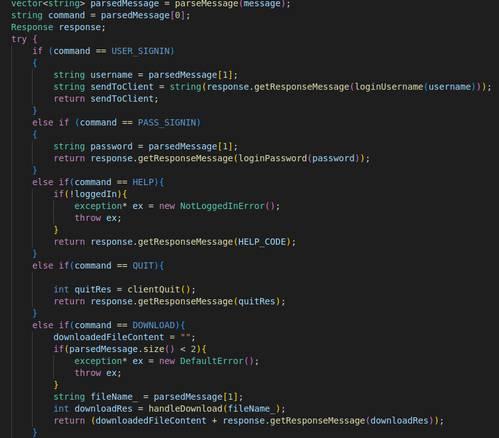 vector<string> parsedMessage = parseMessage(message);
string command = parsedMessage[0];
Response response;
try {
if (command == USER_SIGNIN)
{
string username = parsedMessage[1];
string sendToClient = string(response.getResponseMessage(loginUsername(username)));
return sendToClient;
}
else if (command == PASS_SIGNIN)
{
string password = parsedMessage[1];
return response.getResponseMessage(loginPassword(password));
}
else if(command == HELP){
if(!loggedIn){
exception* ex = new NotLoggedInError();
throw ex;
}
return response.getResponseMessage(HELP_CODE);
}
else if(command == QUIT){
int quitRes = clientQuit();
return response.getResponseMessage(quitRes);
}
else if(command == DOWNLOAD){
downloadedFileContent = "";
if(parsedMessage.size() < 2){
exception* ex = new DefaultError();
throw ex;
}
string fileName_ = parsedMessage[1];
int downloadRes = handleDownload(fileName_);
return (downloadedFileContent + response.getResponseMessage(downloadRes));
}